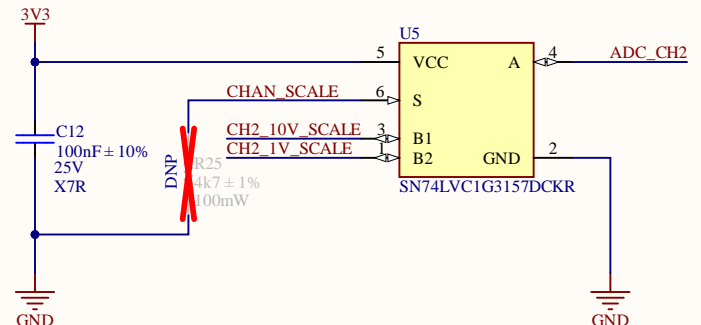 3V3
U5
5
VCC
A
4
ADC_CH2
CHAN_SCALE
6
S
C12
100nF ± 10%
25V
X7R
DNP
R25
4k7 ± 1%
100mW
CH2_10V_SCALE
3
B1
CH2_1V_SCALE
1
B2
GND
2
SN74LVC1G3157DCKR
GND
GND